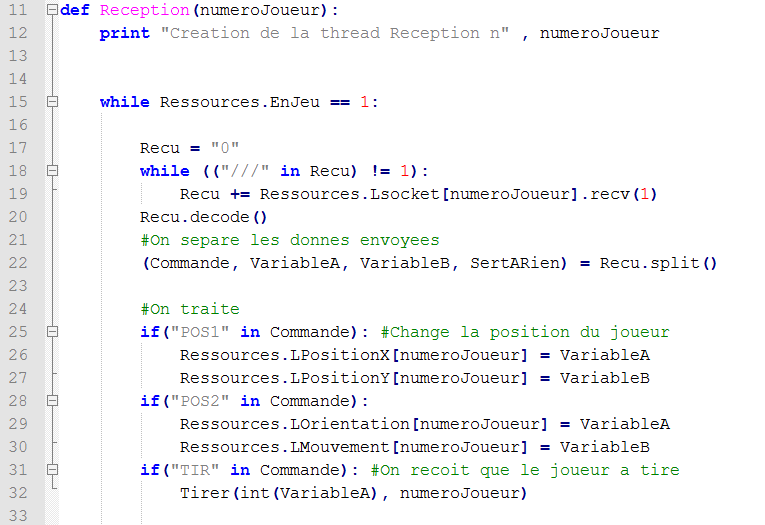 11 def Reception(numeroJoueur):
12     print "Creation de la thread Reception n" , numeroJoueur
13
14
15     while Ressources.EnJeu == 1:
16
17         Recu = "0"
18         while (("///" in Recu) != 1):
19             Recu += Ressources.Lsocket[numeroJoueur].recv(1)
20         Recu.decode()
21         #On separe les donnes envoyees
22         (Commande, VariableA, VariableB, SertARien) = Recu.split()
23
24         #On traite
25         if("POS1" in Commande): #Change la position du joueur
26             Ressources.LPositionX[numeroJoueur] = VariableA
27             Ressources.LPositionY[numeroJoueur] = VariableB
28         if("POS2" in Commande):
29             Ressources.LOrientation[numeroJoueur] = VariableA
30             Ressources.LMouvement[numeroJoueur] = VariableB
31         if("TIR" in Commande): #On recoit que le joueur a tire
32             Tirer(int(VariableA), numeroJoueur)
33